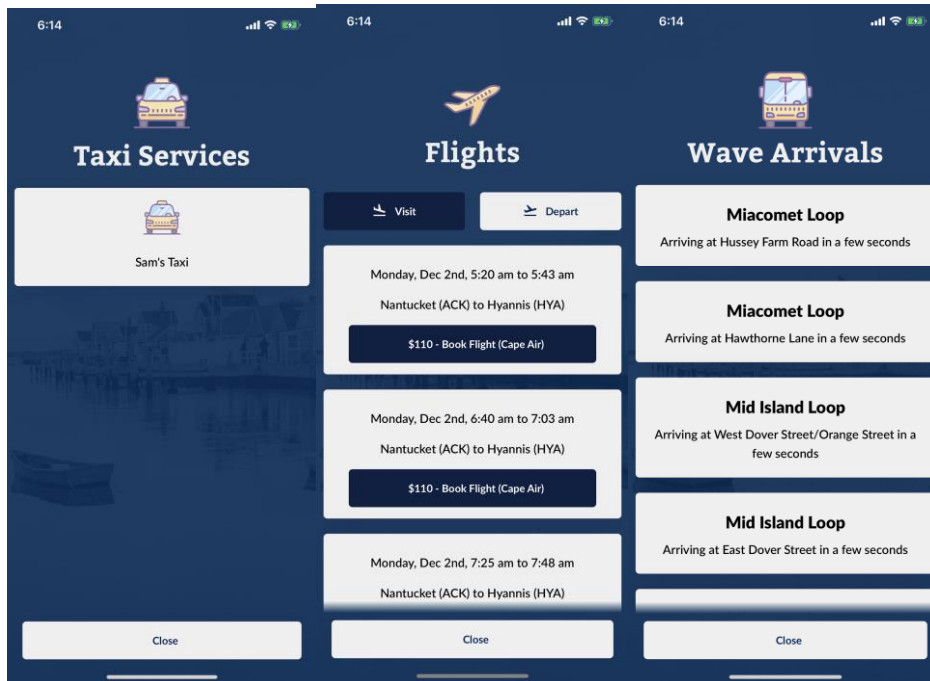 6:14
Taxi Services
Sam's Taxi
Close
6:14
Flights
Visit
Depart
Monday, Dec 2nd, 5:20 am to 5:43 am
Nantucket (ACK) to Hyannis (HYA)
$110 - Book Flight (Cape Air)
Monday, Dec 2nd, 6:40 am to 7:03 am
Nantucket (ACK) to Hyannis (HYA)
$110 - Book Flight (Cape Air)
Monday, Dec 2nd, 7:25 am to 7:48 am
Nantucket (ACK) to Hyannis (HYA)
Close
6:14
Wave Arrivals
Miacomet Loop
Arriving at Hussey Farm Road in a few seconds
Miacomet Loop
Arriving at Hawthorne Lane in a few seconds
Mid Island Loop
Arriving at West Dover Street/Orange Street in a
few seconds
Mid Island Loop
Arriving at East Dover Street in a few seconds
Close